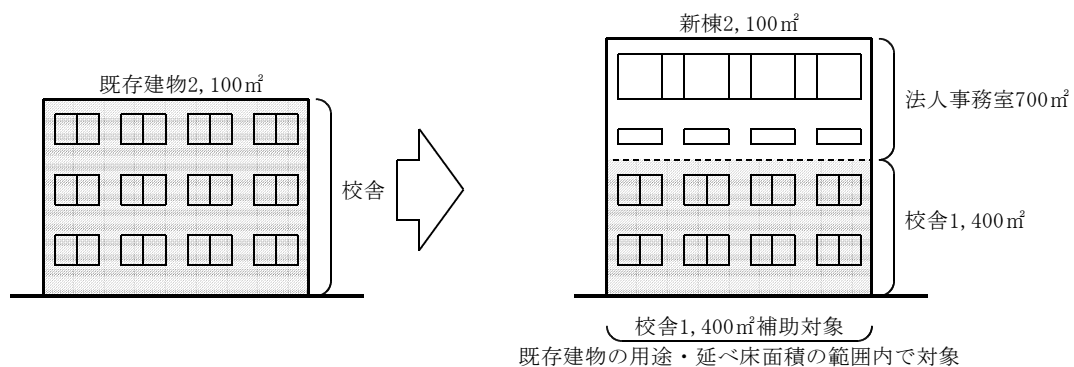 既存建物2,100㎡
校舎
新棟2,100㎡
法人事務室700㎡
校舎1,400㎡
校舎1,400㎡補助対象
既存建物の用途・延べ床面積の範囲内で対象